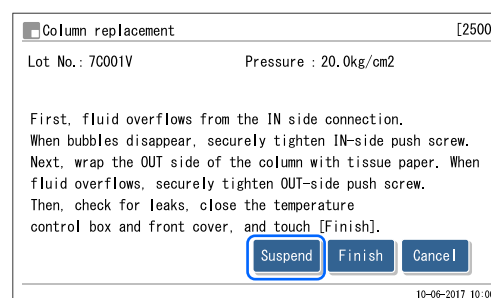 Column replacement [2500
Lot No.: 7C001V Pressure : 20.0kg/cm2
First, fluid overflows from the IN side connection.
When bubbles disappear, securely tighten IN-side push screw.
Next, wrap the OUT side of the column with tissue paper. When
fluid overflows, securely tighten OUT-side push screw.
Then, check for leaks, close the temperature
control box and front cover, and touch [Finish].
Suspend Finish Cancel
10-06-2017 10:00